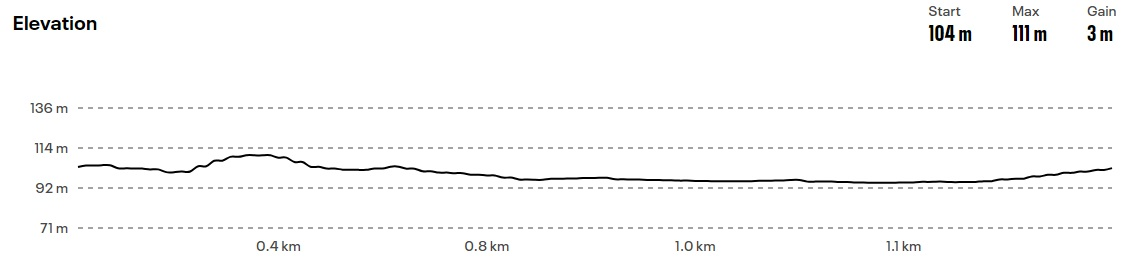 Elevation
Start Max Gain
104 m 111 m 3 m
136 m
114 m
92 m
71 m
0.4 km 0.8 km 1.0 km 1.1 km